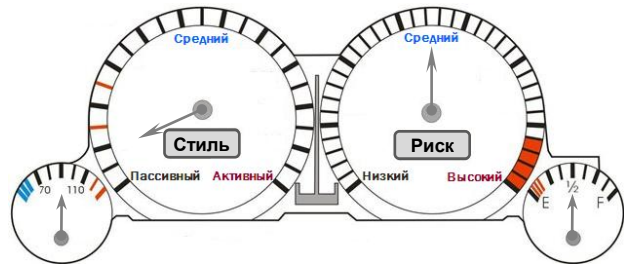 Средний
Средний
Стиль
Риск
Пассивный Активный
Низкий Высокий
70 110
E ½ F